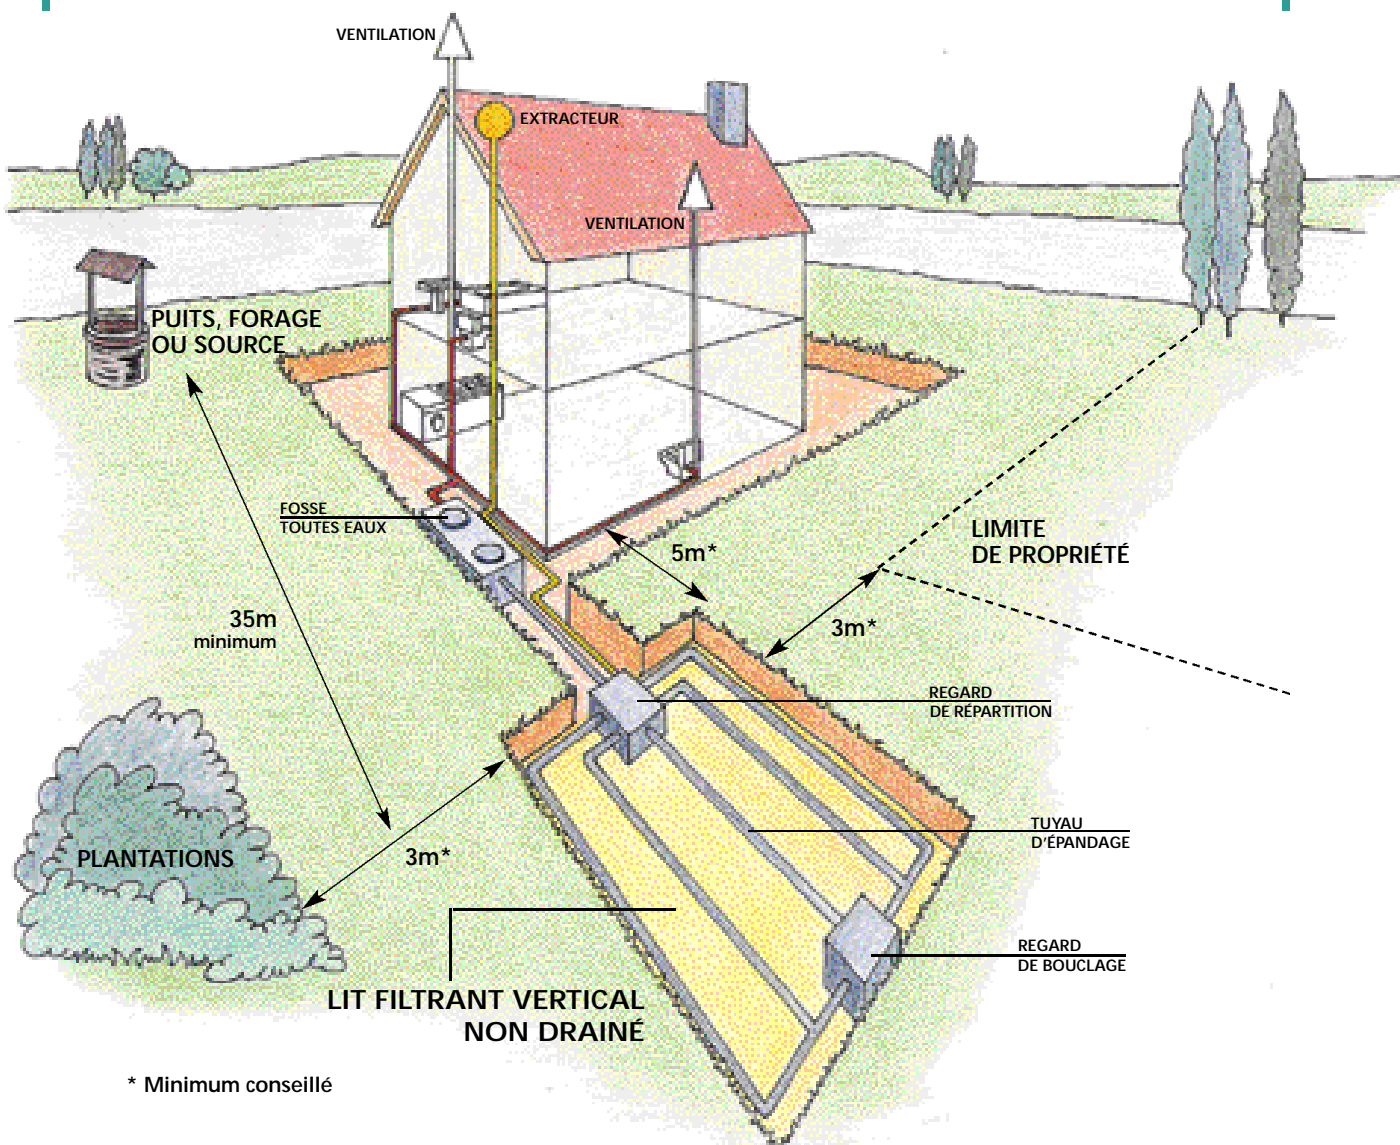 VENTILATION
EXTRACTEUR
VENTILATION
PUITS, FORAGE
OU SOURCE
FOSSE
TOUTES EAUX
5m*
LIMITE
DE PROPRIÉTÉ
35m
minimum
3m*
REGARD
DE RÉPARTITION
TUYAU
D'ÉPANDAGE
PLANTATIONS
3m*
REGARD
DE BOUCLAGE
LIT FILTRANT VERTICAL
NON DRAINÉ
* Minimum conseillé